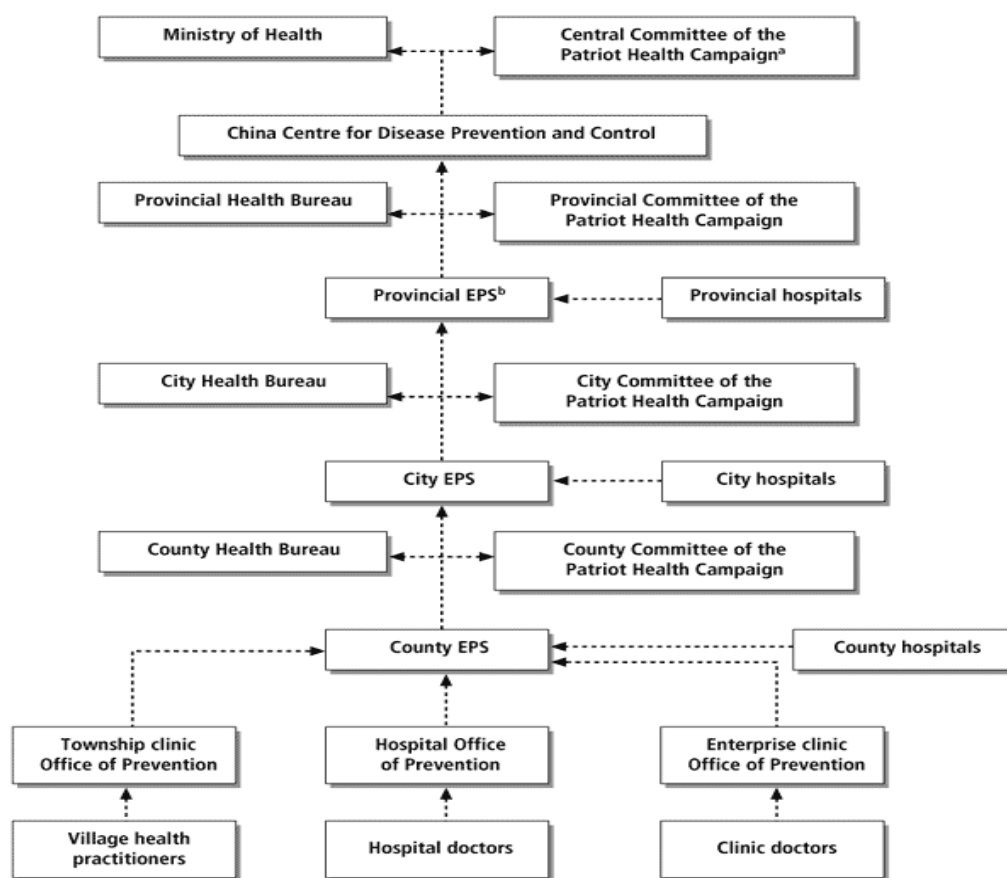 Ministry of Health
Central Committee of the
Patriot Health Campaignᵃ
China Centre for Disease Prevention and Control
Provincial Health Bureau
Provincial Committee of the
Patriot Health Campaign
Provincial EPSᵇ
Provincial hospitals
City Health Bureau
City Committee of the
Patriot Health Campaign
City EPS
City hospitals
County Health Bureau
County Committee of the
Patriot Health Campaign
County EPS
County hospitals
Township clinic
Office of Prevention
Hospital Office
of Prevention
Enterprise clinic
Office of Prevention
Village health
practitioners
Hospital doctors
Clinic doctors